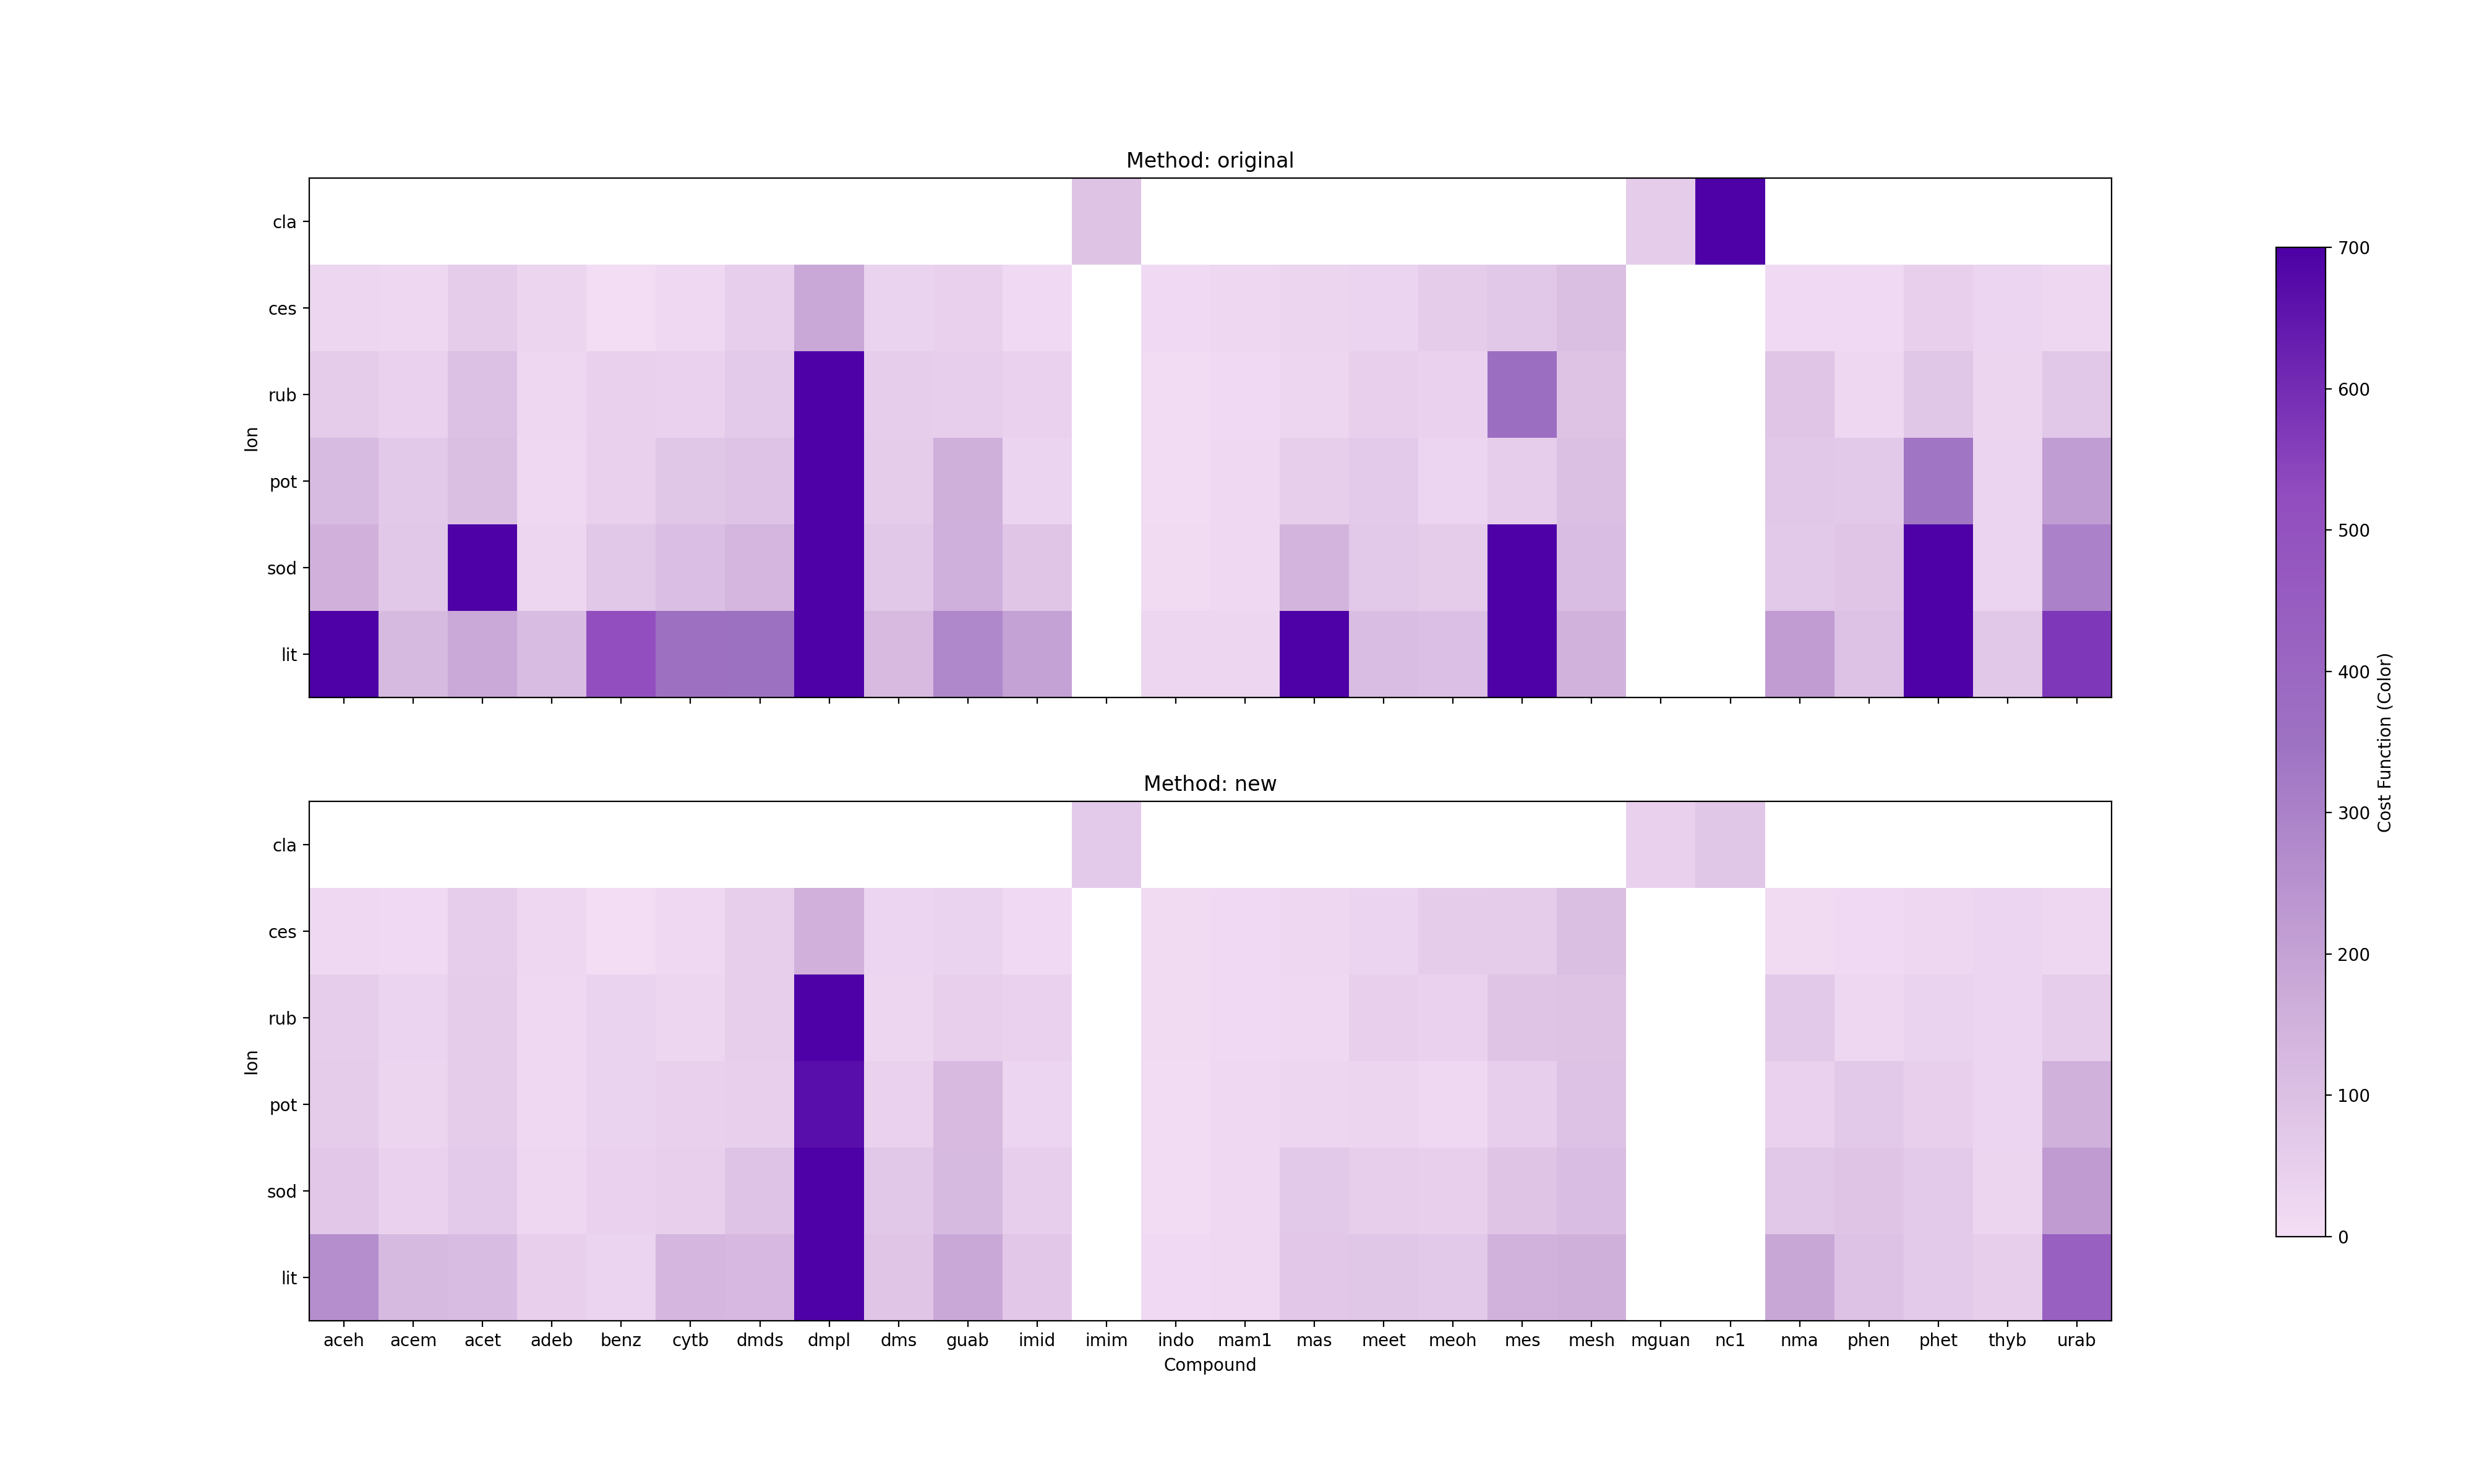 Method: original
cla
ces
rub
pot
sod
lit
Ion
Method: new
cla
ces
rub
pot
sod
lit
Ion
aceh acem acet adeb benz cytb dmds dmpl dms guab imid imim indo mam1 mas meet meoh mes mesh mguan nc1 nma phen phet thyb urab
Compound
700
600
500
400
300
200
100
0
Cost Function (Color)